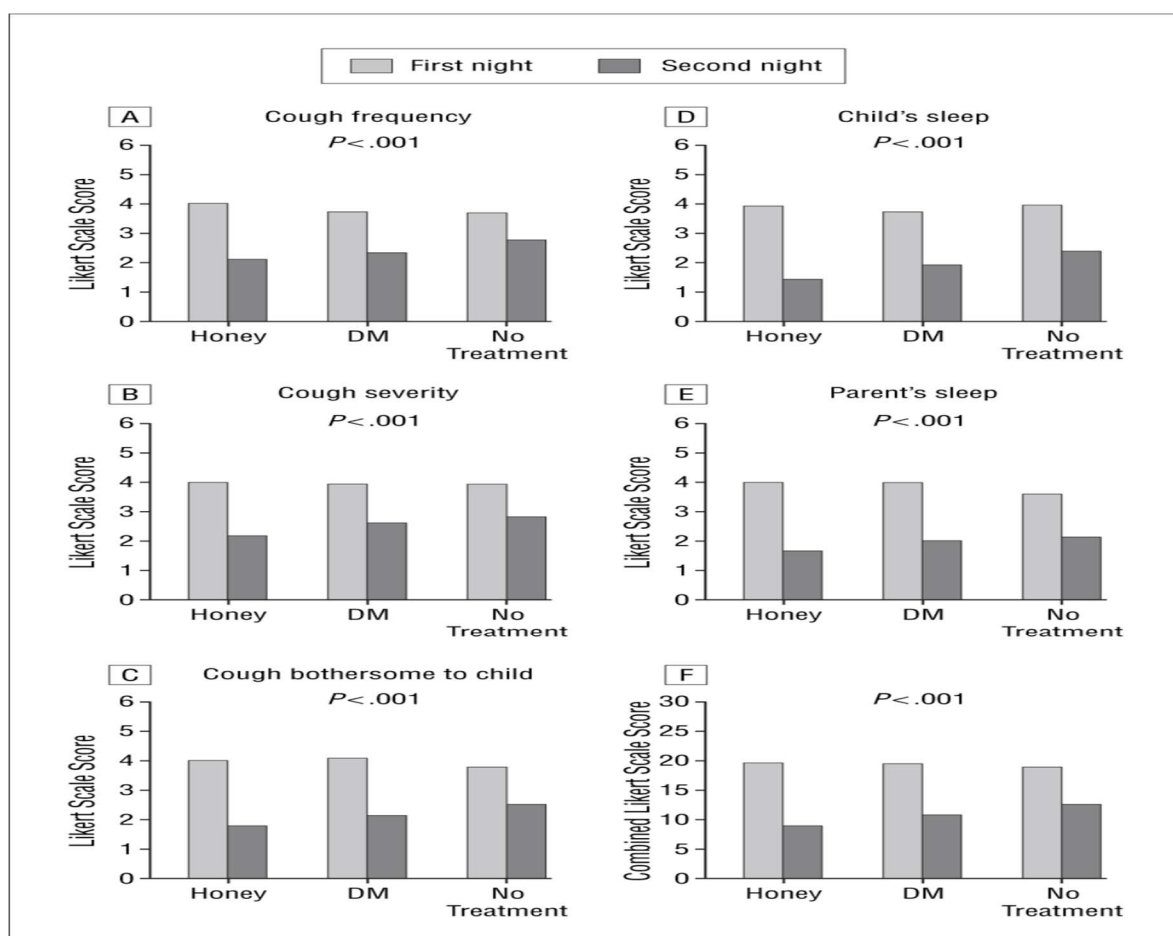 First night Second night
A Cough frequency
P< .001
Likert Scale Score
6
5
4
3
2
1
0
Honey DM No
Treatment
B Cough severity
P< .001
Likert Scale Score
6
5
4
3
2
1
0
Honey DM No
Treatment
C Cough bothersome to child
P< .001
Likert Scale Score
6
5
4
3
2
1
0
Honey DM No
Treatment
D Child's sleep
P< .001
Likert Scale Score
6
5
4
3
2
1
0
Honey DM No
Treatment
E Parent's sleep
P< .001
Likert Scale Score
6
5
4
3
2
1
0
Honey DM No
Treatment
F
P< .001
Combined Likert Scale Score
30
25
20
15
10
5
0
Honey DM No
Treatment